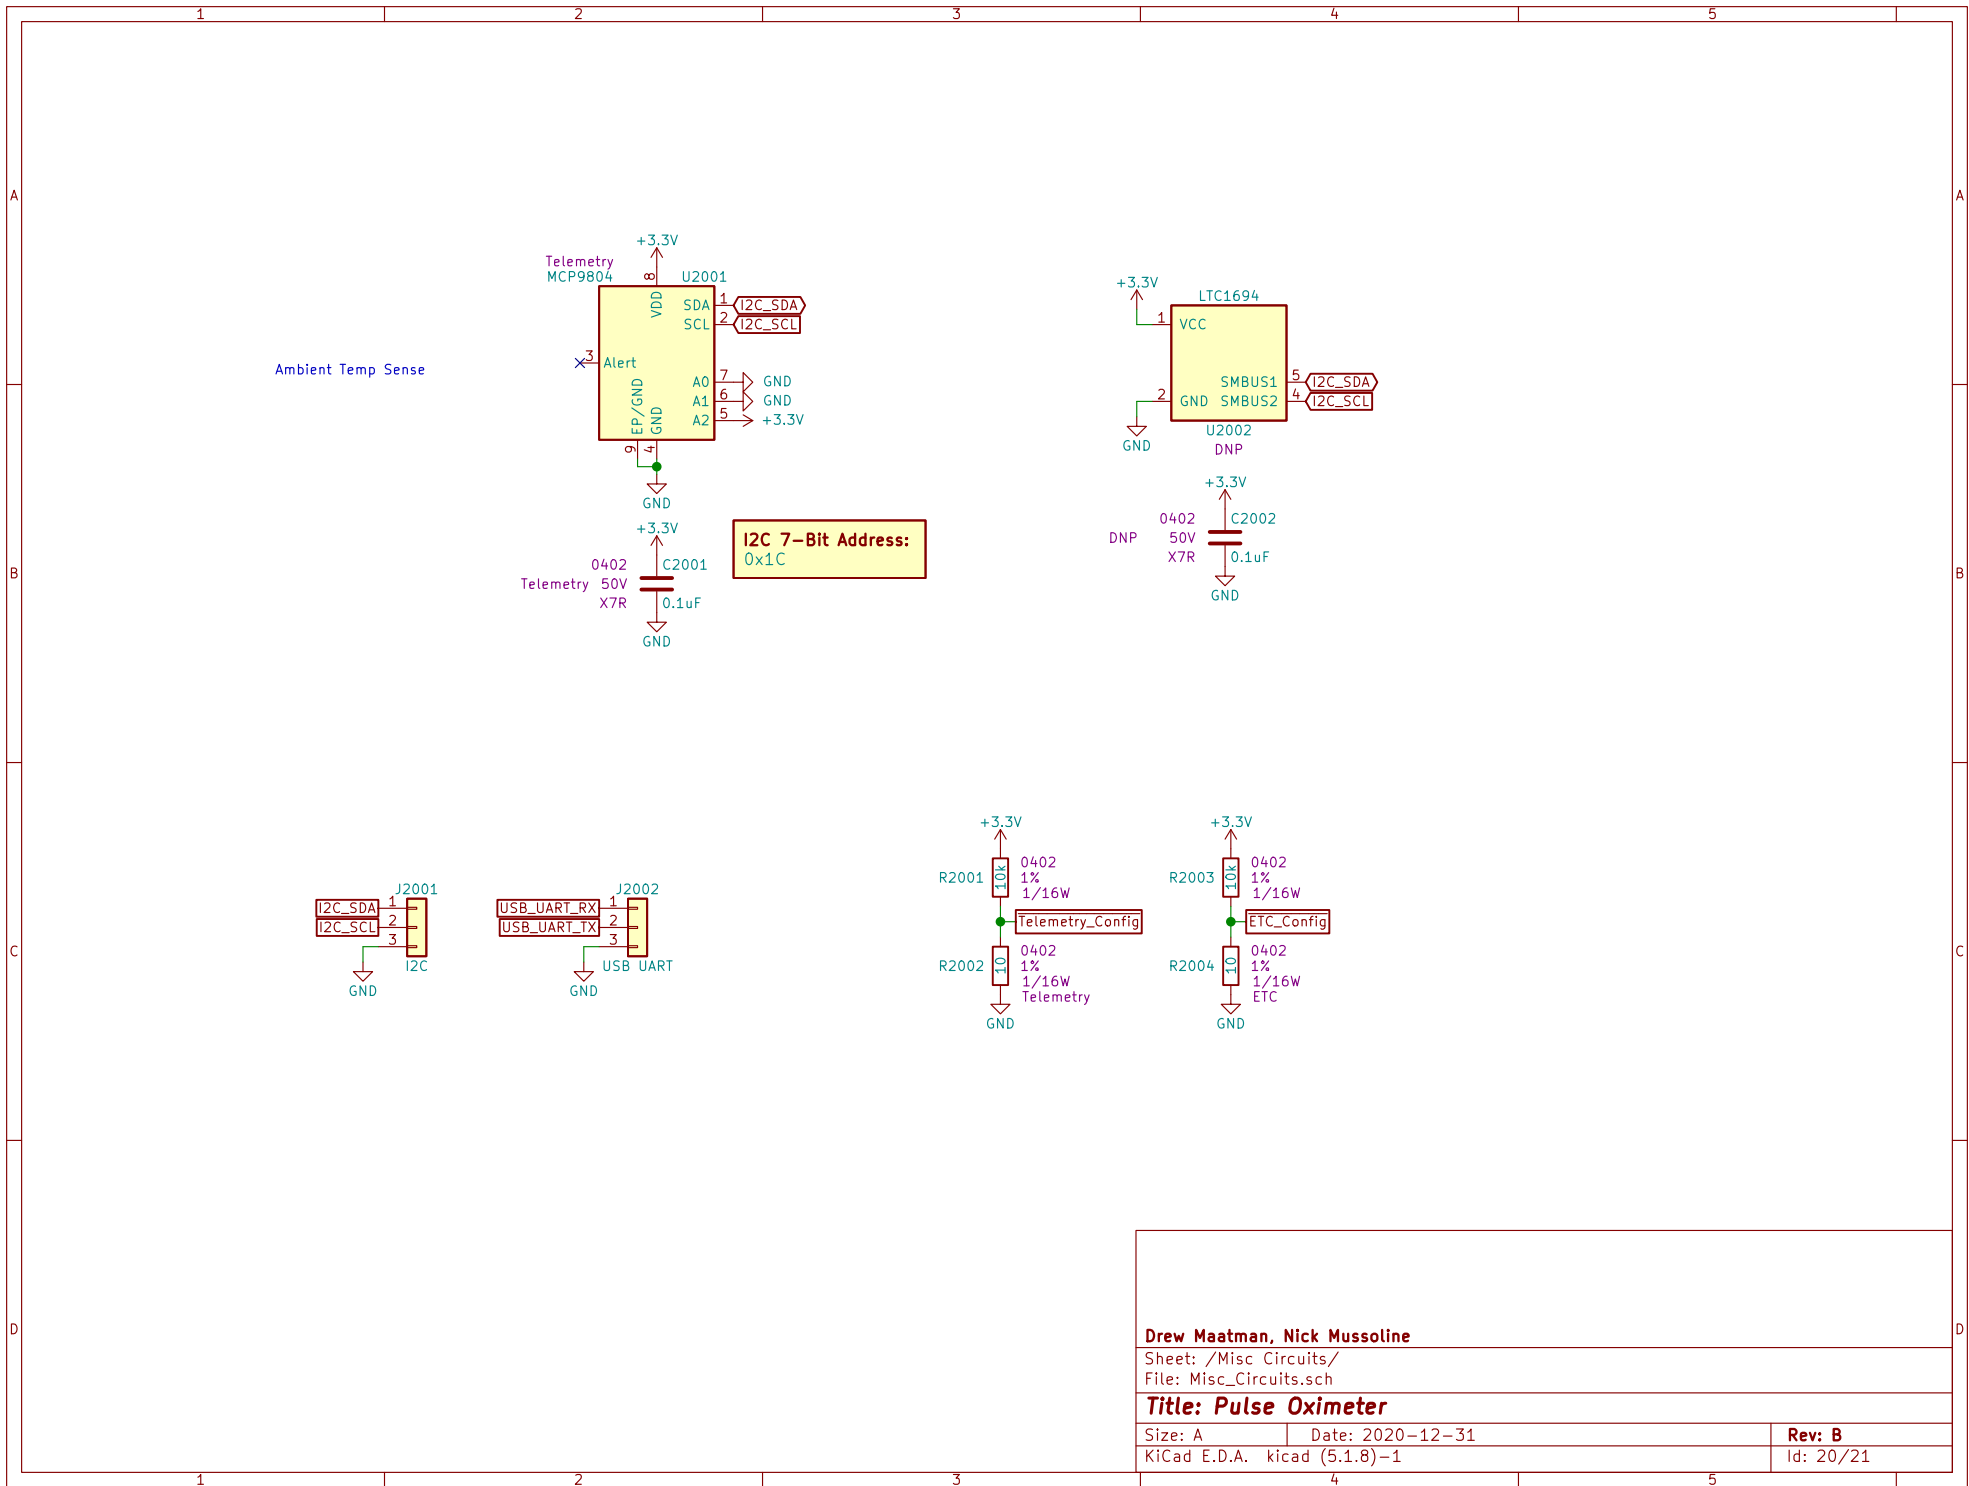 1 2 3 4 5
A A
B B
C C
D D
+3.3V
Telemetry
MCP9804
U2001
8
VDD
SDA 1 I2C_SDA
SCL 2 I2C_SCL
3 Alert
A0 7 GND
A1 6 GND
A2 5 +3.3V
EP/GND
GND
9
4
GND
Ambient Temp Sense
+3.3V
0402 C2001
Telemetry 50V
X7R 0.1uF
GND
I2C 7-Bit Address:
0x1C
+3.3V
LTC1694
1 VCC
SMBUS1 5 I2C_SDA
2 GND SMBUS2 4 I2C_SCL
GND
U2002
DNP
+3.3V
0402 C2002
DNP 50V
X7R 0.1uF
GND
J2001
I2C_SDA 1
I2C_SCL 2
3
I2C
GND
J2002
USB_UART_RX 1
USB_UART_TX 2
3
USB UART
GND
+3.3V
0402
R2001 10k 1%
1/16W
Telemetry_Config
0402
R2002 10 1%
1/16W
Telemetry
GND
+3.3V
0402
R2003 10k 1%
1/16W
ETC_Config
0402
R2004 10 1%
1/16W
ETC
GND
Drew Maatman, Nick Mussoline
Sheet: /Misc Circuits/
File: Misc_Circuits.sch
Title: Pulse Oximeter
Size: A Date: 2020-12-31 Rev: B
KiCad E.D.A. kicad (5.1.8)-1 Id: 20/21
1 2 3 4 5